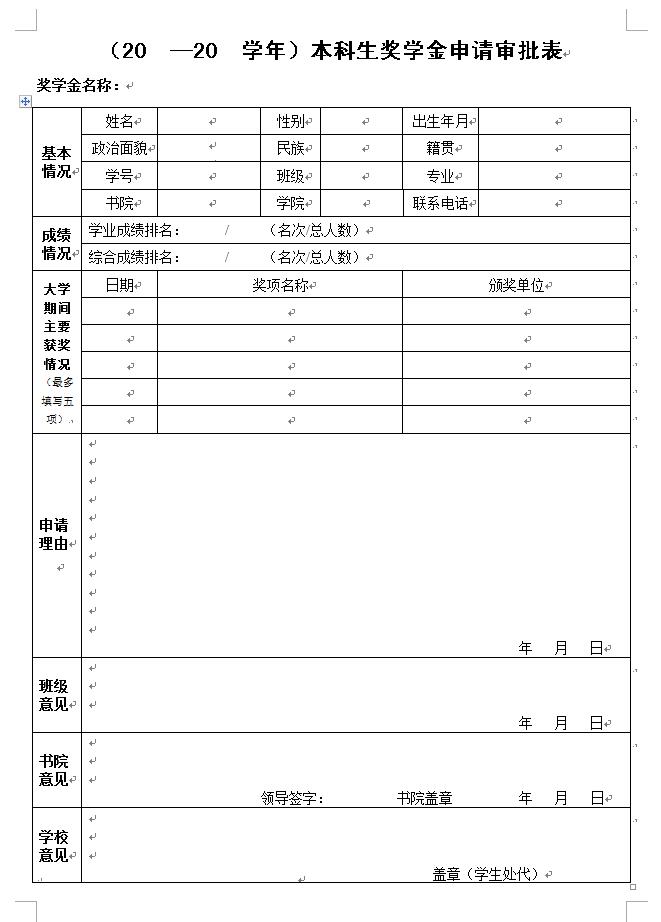 （20　—20　学年）本科生奖学金申请审批表
奖学金名称：
基本情况
姓名 性别 出生年月
政治面貌 民族 籍贯
学号 班级 专业
书院 学院 联系电话
成绩情况
学业成绩排名： / （名次/总人数）
综合成绩排名： / （名次/总人数）
大学期间主要获奖情况（最多填写五项）
日期 奖项名称 颁奖单位
申请理由
年 月 日
班级意见
年 月 日
书院意见
领导签字： 书院盖章 年 月 日
学校意见
盖章（学生处代）